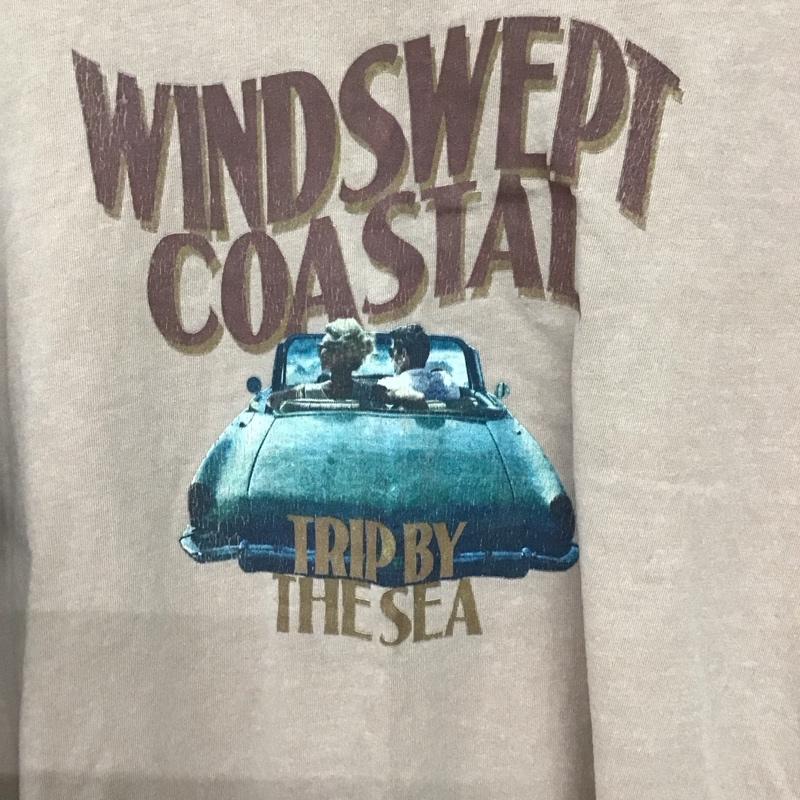 WINDSWEPT
COASTAL
TRIP BY
THE SEA